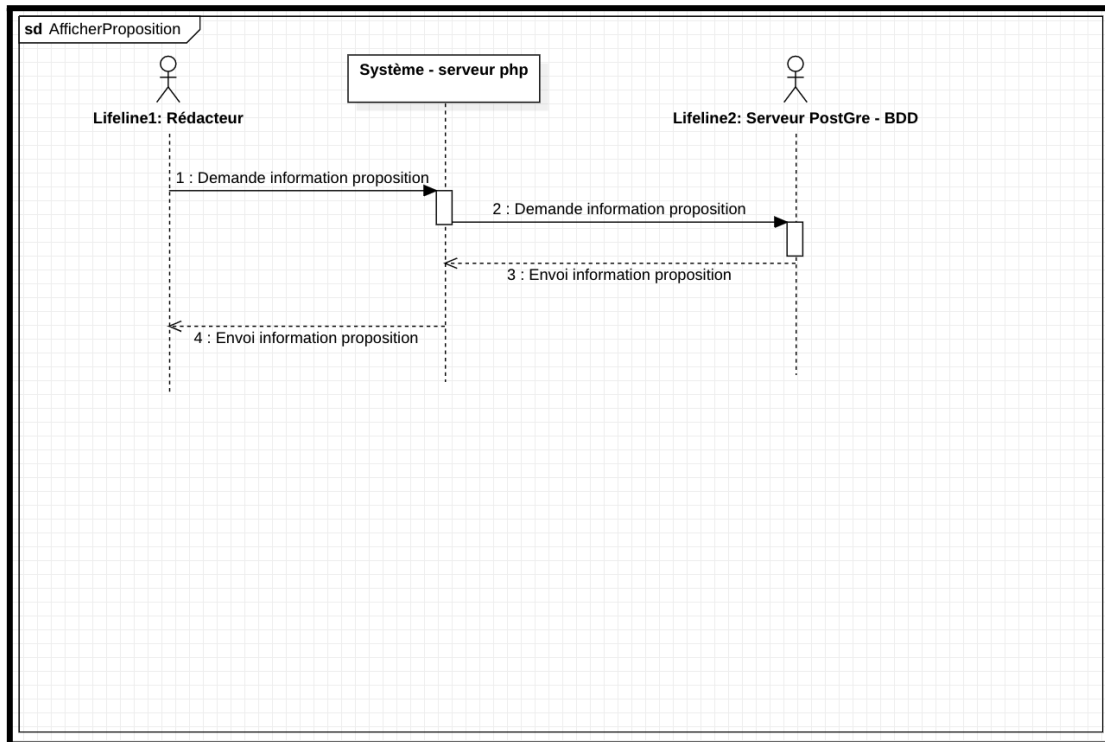 sd AfficherProposition
Système - serveur php
Lifeline1: Rédacteur
Lifeline2: Serveur PostGre - BDD
1 : Demande information proposition
2 : Demande information proposition
3 : Envoi information proposition
4 : Envoi information proposition